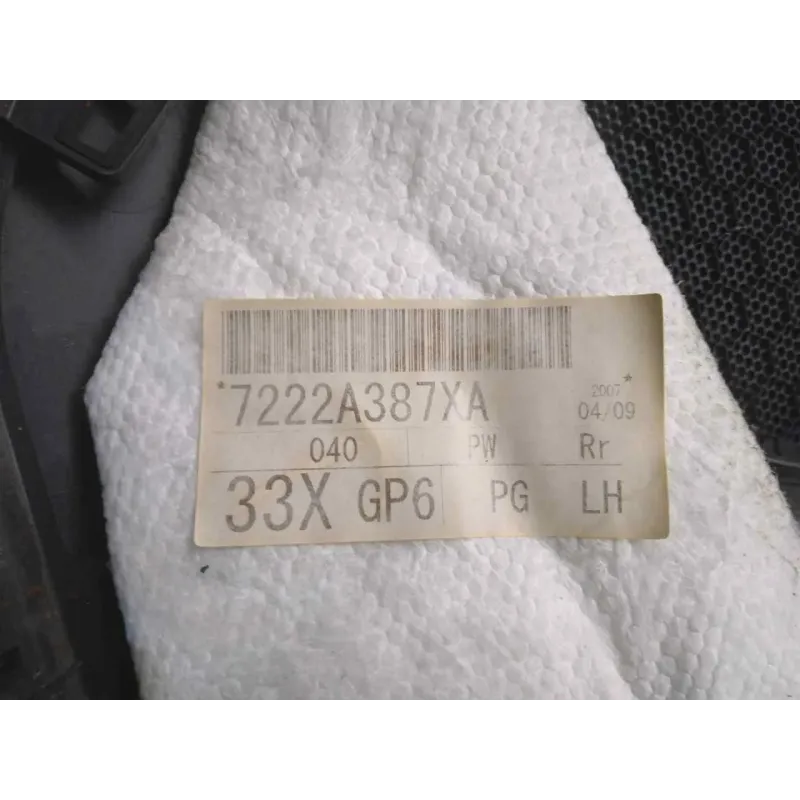 *7222A387XA 2007*
04/09
040 PW Rr
33X GP6 PG LH